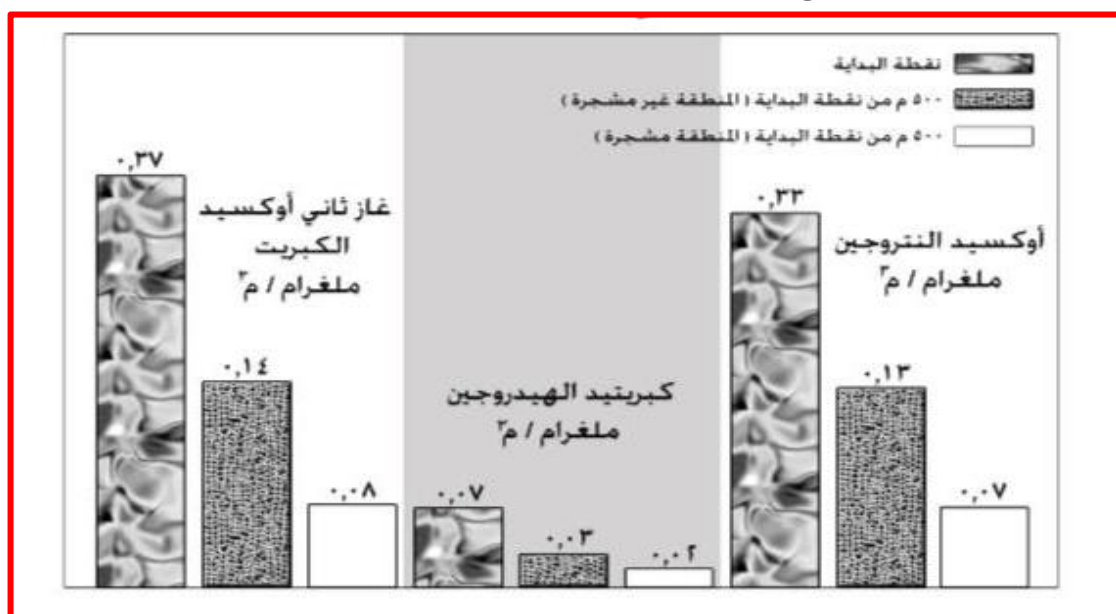 نقطة البداية
٥٠٠ م من نقطة البداية ( المنطقة غير مشجرة )
٥٠٠ م من نقطة البداية ( المنطقة مشجرة )
أوكسيد النتروجين
ملغرام / م٣
٠,٣٣
٠,١٣
٠,٠٧
كبريتيد الهيدروجين
ملغرام / م٣
٠,٠٧
٠,٠٣
٠,٠٢
غاز ثاني أوكسيد
الكبريت
ملغرام / م٣
٠,٣٧
٠,١٤
٠,٠٨